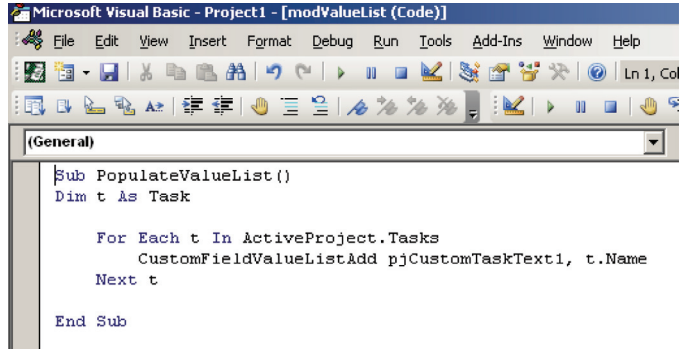 Microsoft Visual Basic - Project1 - [modValueList (Code)]
File Edit View Insert Format Debug Run Tools Add-Ins Window Help
Ln 1, Col
(General)
Sub PopulateValueList()
Dim t As Task
For Each t In ActiveProject.Tasks
CustomFieldValueListAdd pjCustomTaskText1, t.Name
Next t
End Sub